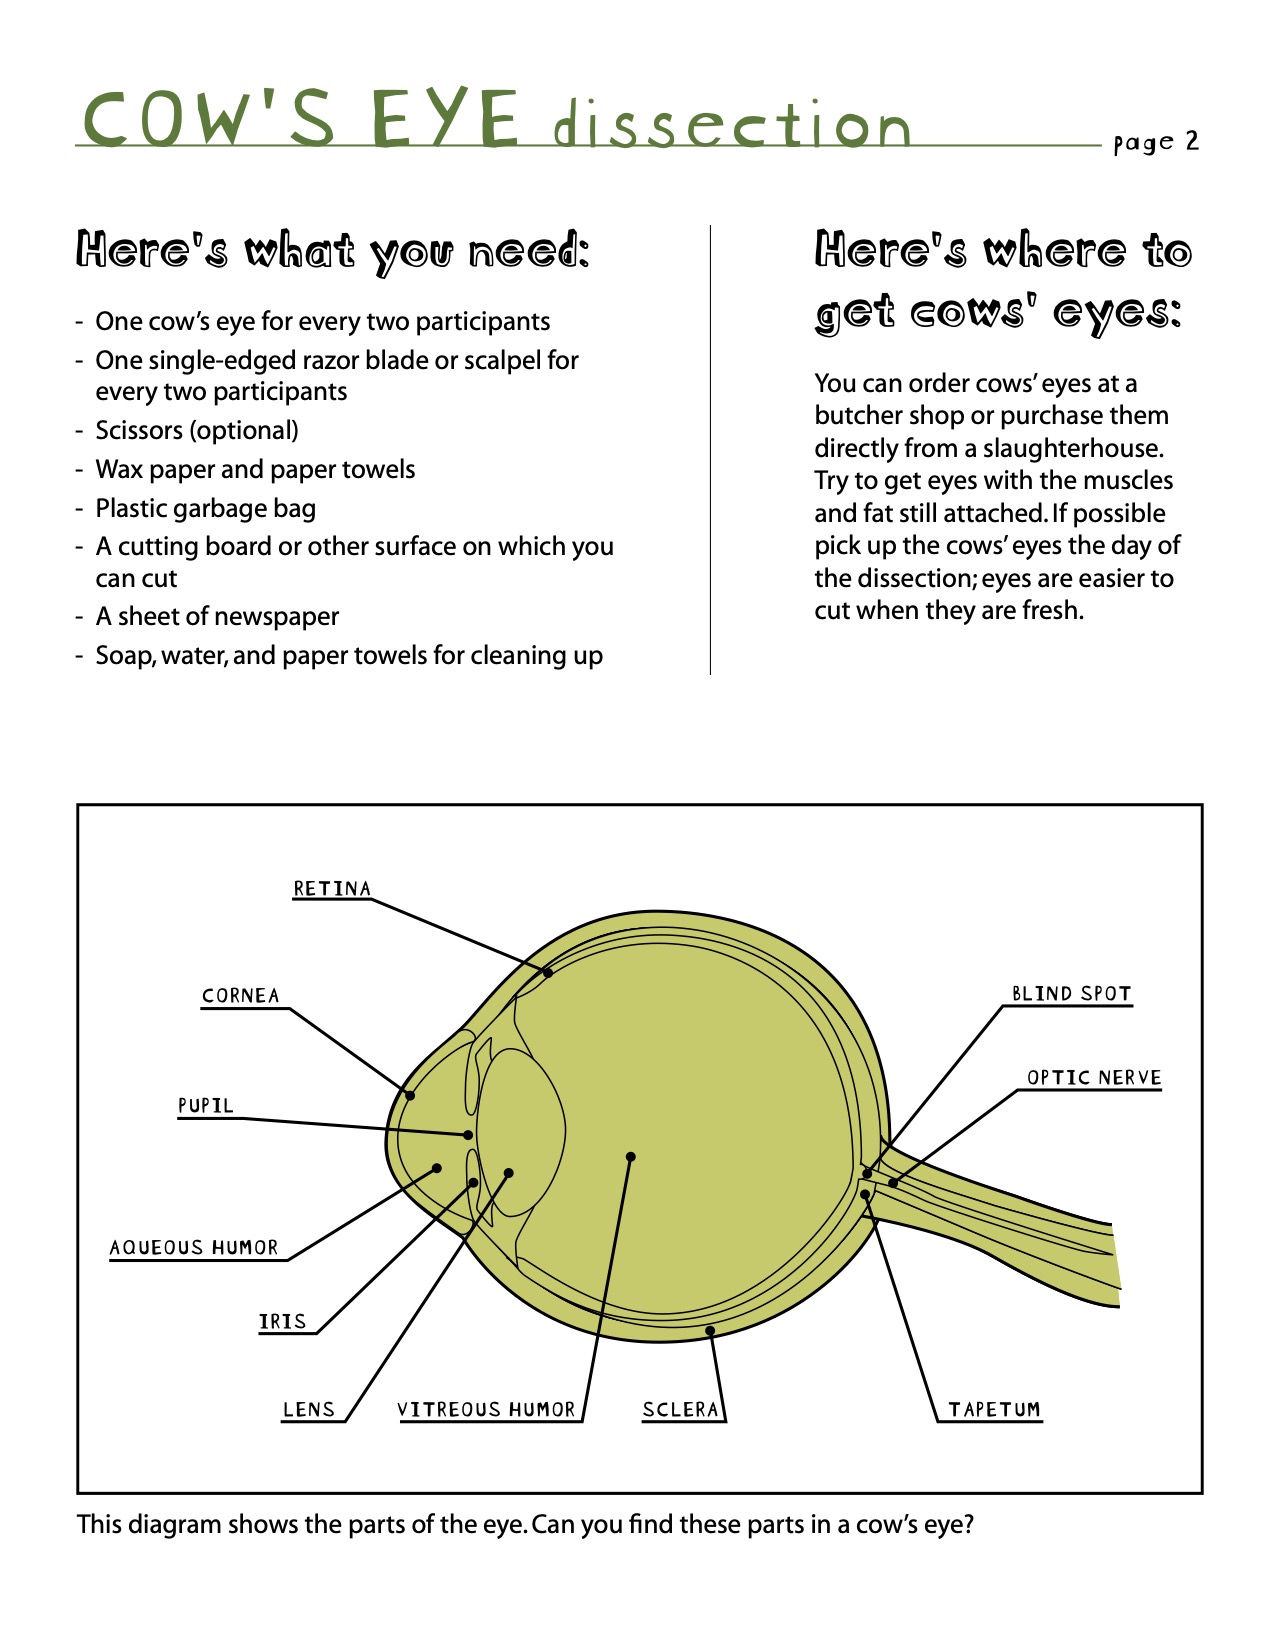 COW'S EYE dissection
page 2
Here's what you need:
- One cow’s eye for every two participants
- One single-edged razor blade or scalpel for
every two participants
- Scissors (optional)
- Wax paper and paper towels
- Plastic garbage bag
- A cutting board or other surface on which you
can cut
- A sheet of newspaper
- Soap, water, and paper towels for cleaning up
Here's where to
get cows' eyes:
You can order cows’ eyes at a
butcher shop or purchase them
directly from a slaughterhouse.
Try to get eyes with the muscles
and fat still attached. If possible
pick up the cows’ eyes the day of
the dissection; eyes are easier to
cut when they are fresh.
RETINA
CORNEA
BLIND SPOT
OPTIC NERVE
PUPIL
AQUEOUS HUMOR
IRIS
LENS
VITREOUS HUMOR
SCLERA
TAPETUM
This diagram shows the parts of the eye. Can you find these parts in a cow’s eye?